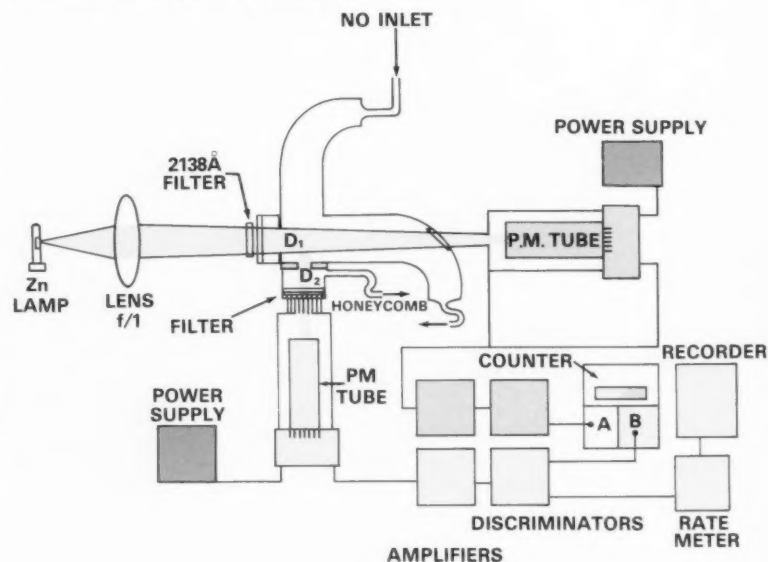 NO INLET
POWER SUPPLY
2138Å
FILTER
P.M. TUBE
D1
D2
Zn
LAMP
LENS
f/1
HONEYCOMB
FILTER
COUNTER
RECORDER
PM
TUBE
POWER
SUPPLY
A
B
DISCRIMINATORS
RATE
METER
AMPLIFIERS